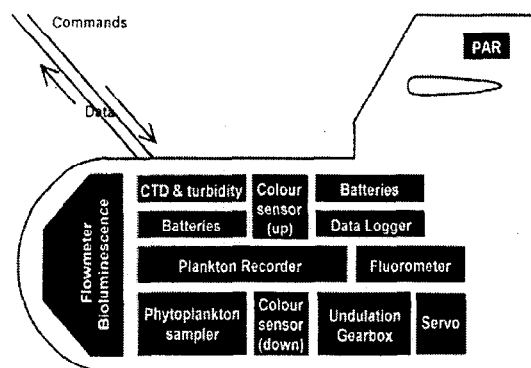 Commands
PAR
Data
Flowmeter
Bioluminescence
CTD & turbidity
Colour
sensor
(up)
Batteries
Batteries
Data Logger
Plankton Recorder
Fluorometer
Phytoplankton
sampler
Colour
sensor
(down)
Undulation
Gearbox
Servo